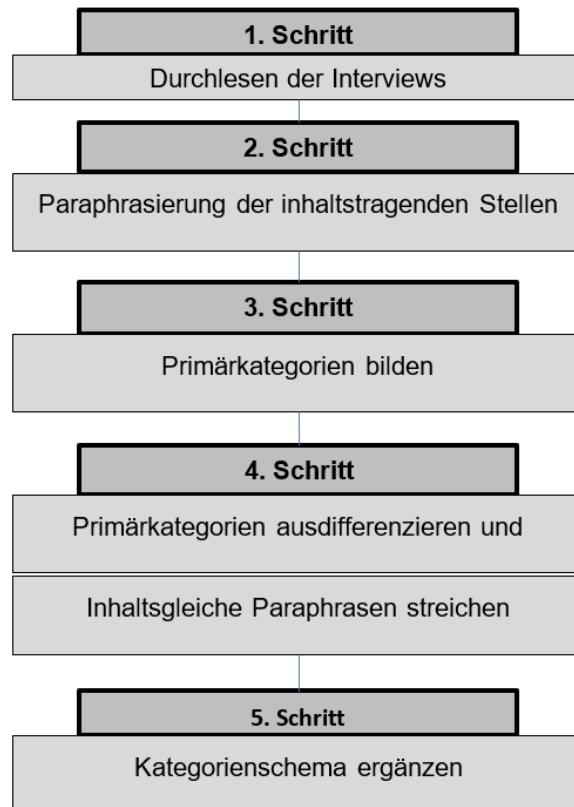 1. Schritt
Durchlesen der Interviews
2. Schritt
Paraphrasierung der inhaltstragenden Stellen
3. Schritt
Primärkategorien bilden
4. Schritt
Primärkategorien ausdifferenzieren und
Inhaltsgleiche Paraphrasen streichen
5. Schritt
Kategorienschema ergänzen